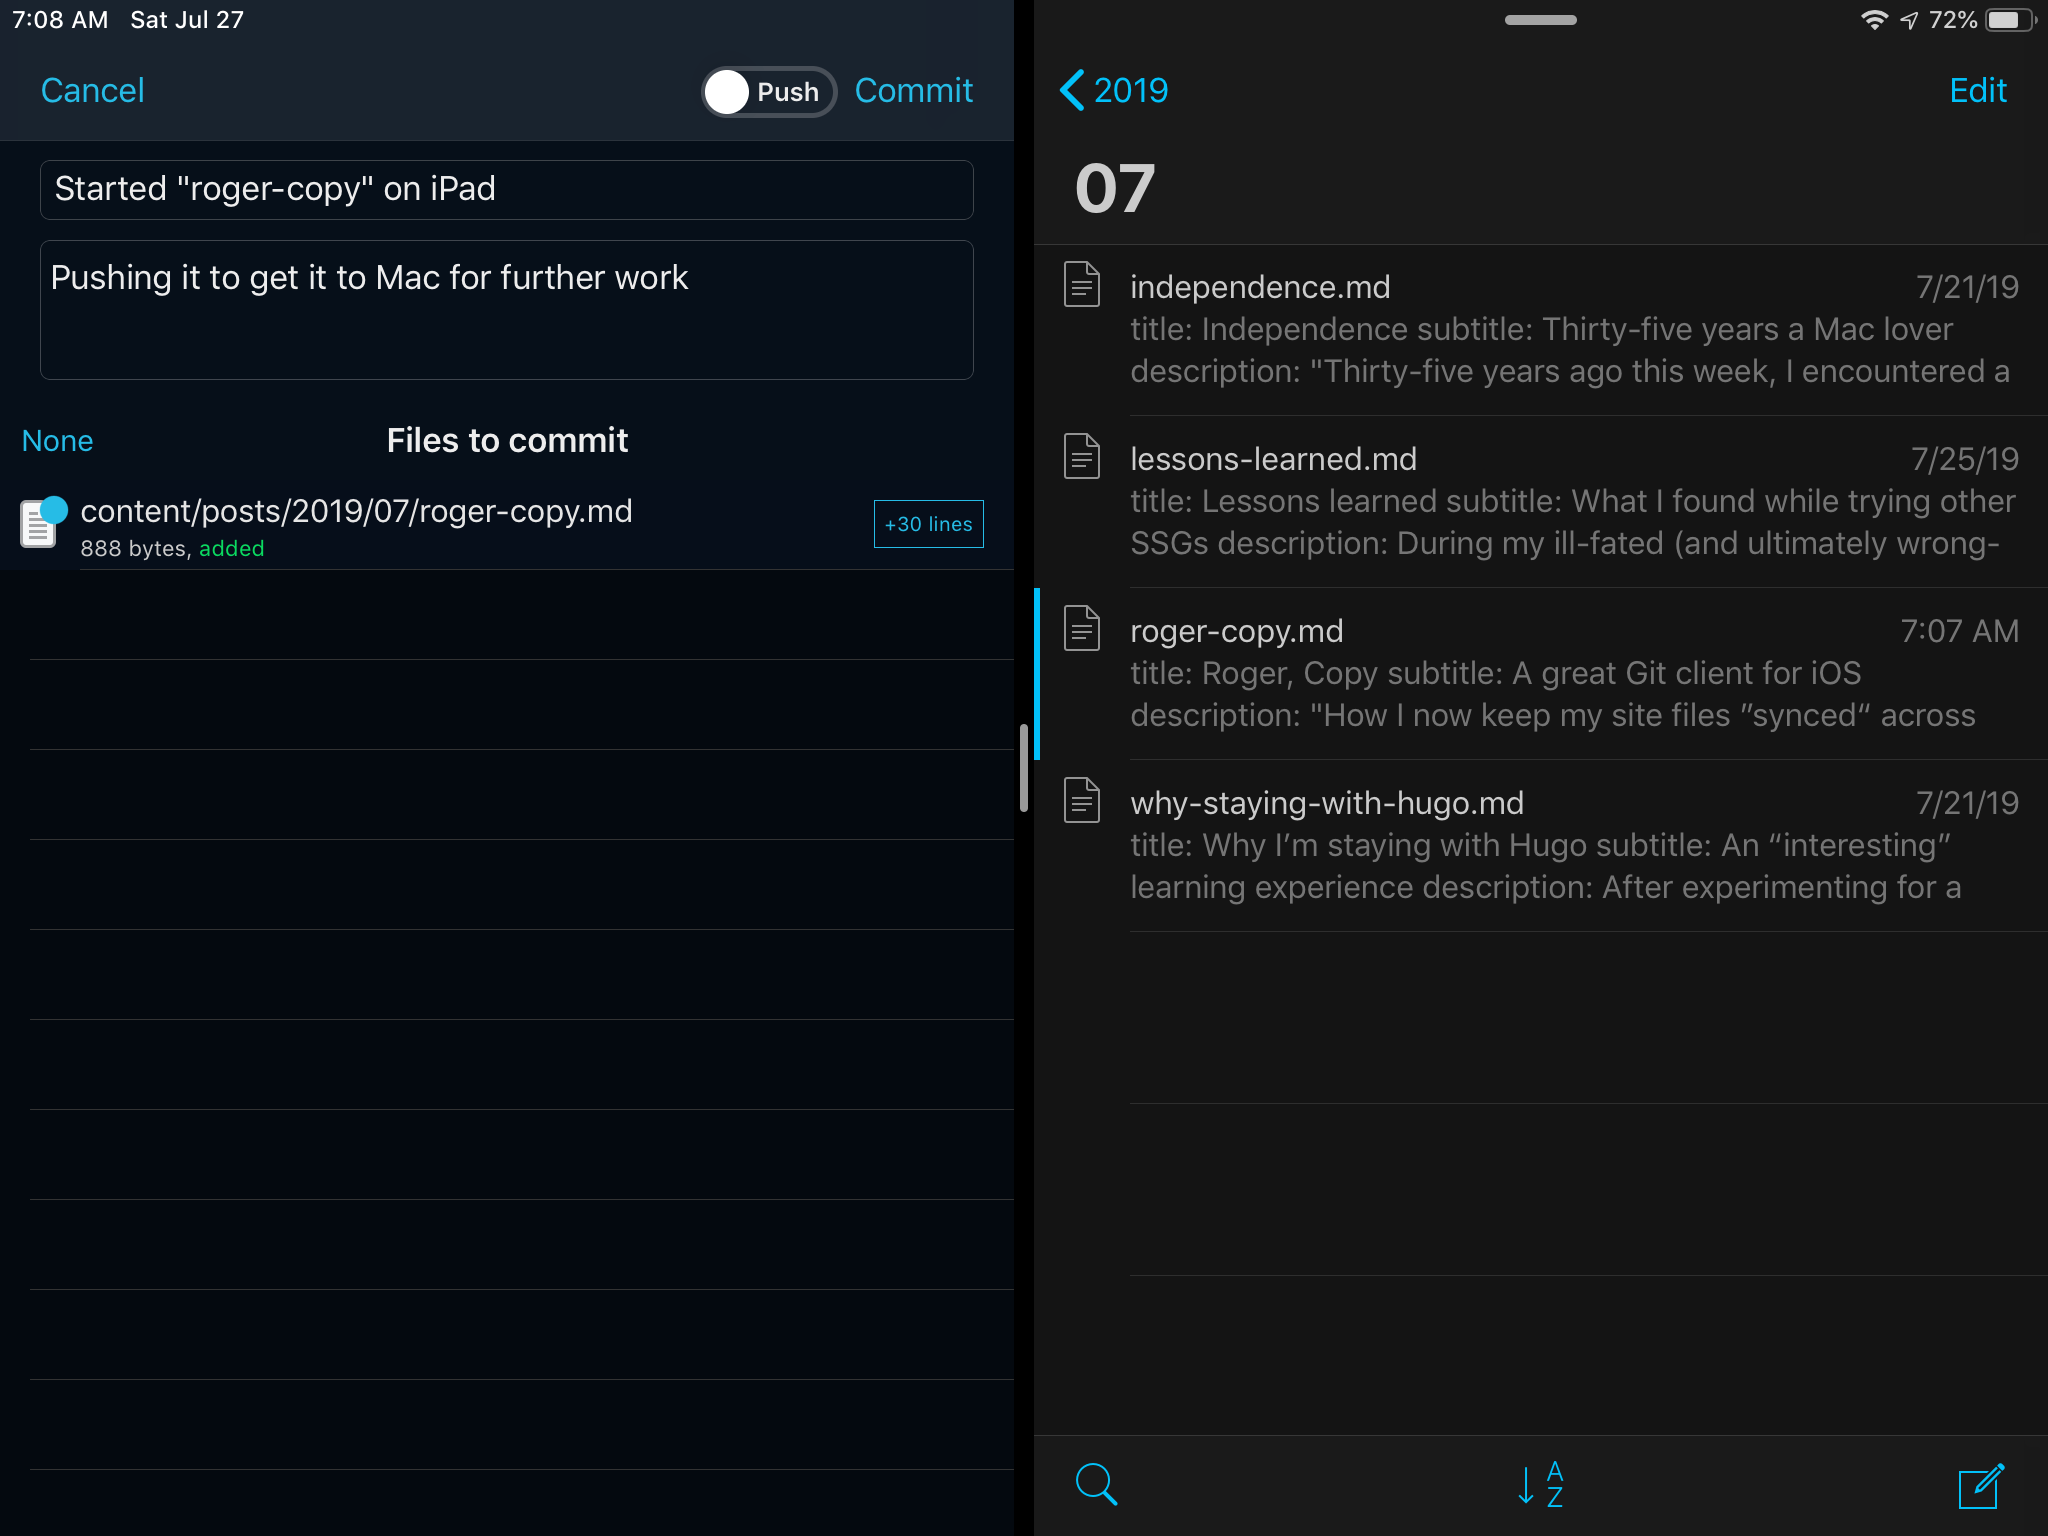 7:08 AM Sat Jul 27
Cancel
Push
Commit
Started "roger-copy" on iPad
Pushing it to get it to Mac for further work
None
Files to commit
content/posts/2019/07/roger-copy.md
888 bytes, added
+30 lines
72%
2019
Edit
07
independence.md
7/21/19
title: Independence subtitle: Thirty-five years a Mac lover
description: "Thirty-five years ago this week, I encountered a
lessons-learned.md
7/25/19
title: Lessons learned subtitle: What I found while trying other
SSGs description: During my ill-fated (and ultimately wrong-
roger-copy.md
7:07 AM
title: Roger, Copy subtitle: A great Git client for iOS
description: "How I now keep my site files ”synced“ across
why-staying-with-hugo.md
7/21/19
title: Why I’m staying with Hugo subtitle: An “interesting”
learning experience description: After experimenting for a
A
Z